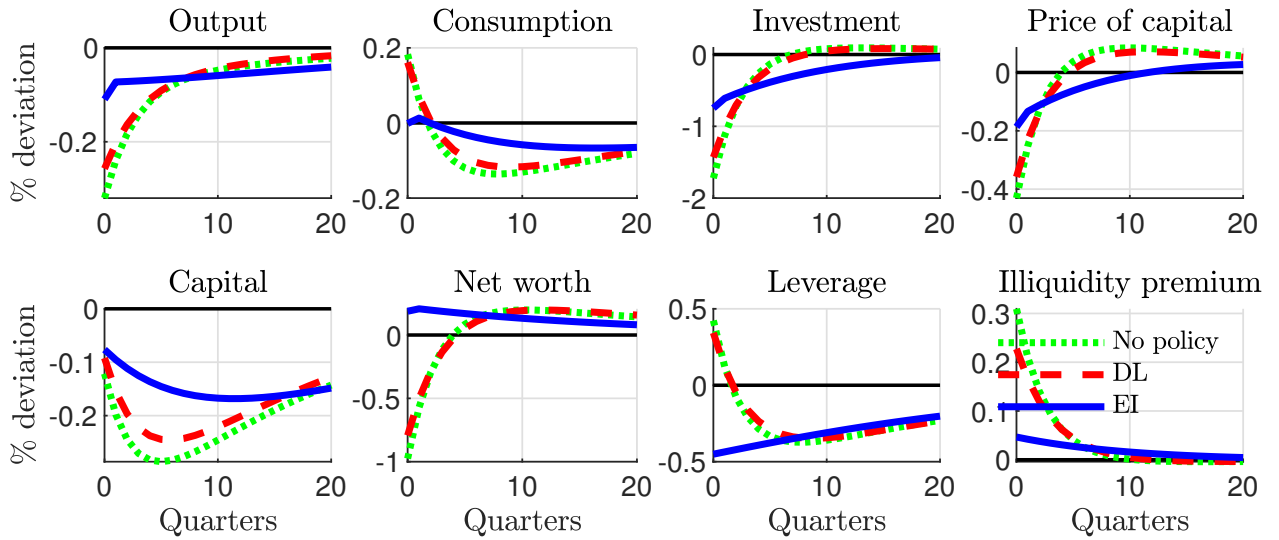 Output
Consumption
Investment
Price of capital
% deviation
0
-0.2
0.2
0
-0.2
0
-1
-2
0
-0.2
-0.4
0 10 20
0 10 20
0 10 20
0 10 20
Capital
Net worth
Leverage
Illiquidity premium
% deviation
0
-0.1
-0.2
0
-0.5
-1
0.5
0
-0.5
0.3
0.2
0.1
0
No policy
DL
EI
0 10 20
0 10 20
0 10 20
0 10 20
Quarters
Quarters
Quarters
Quarters